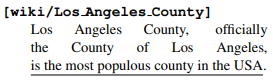 [wiki/Los_Angeles_County]
Los Angeles County, officially
the County of Los Angeles,
is the most populous county in the USA.